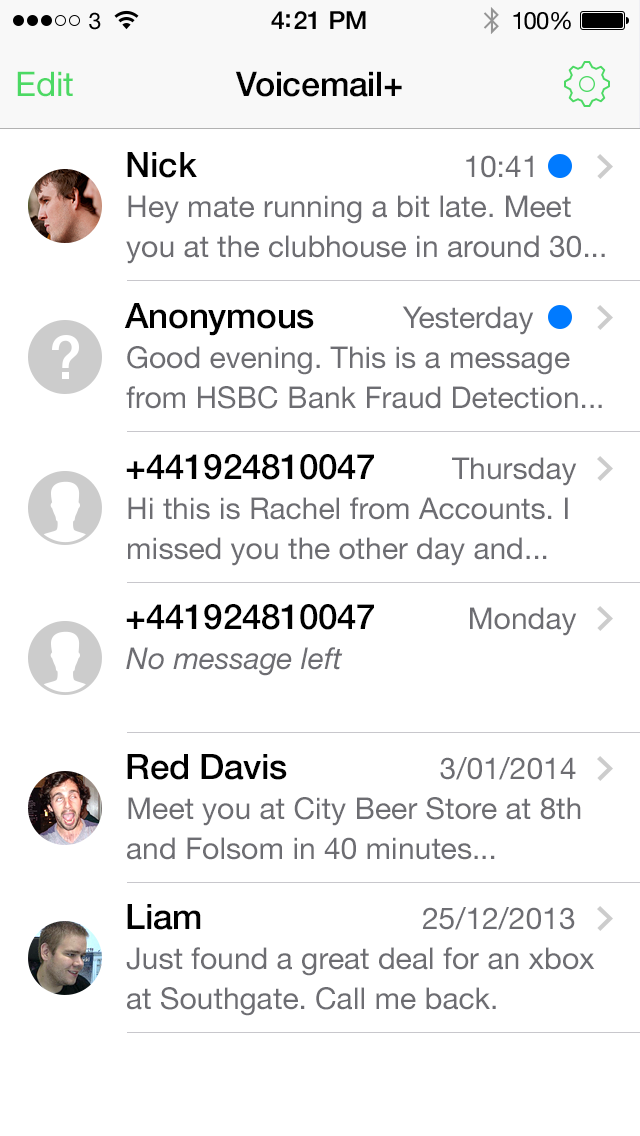 3 4:21 PM 100%
Edit Voicemail+
Nick 10:41
Hey mate running a bit late. Meet
you at the clubhouse in around 30...
? Anonymous Yesterday
Good evening. This is a message
from HSBC Bank Fraud Detection...
+441924810047 Thursday
Hi this is Rachel from Accounts. I
missed you the other day and...
+441924810047 Monday
No message left
Red Davis 3/01/2014
Meet you at City Beer Store at 8th
and Folsom in 40 minutes...
Liam 25/12/2013
Just found a great deal for an xbox
at Southgate. Call me back.